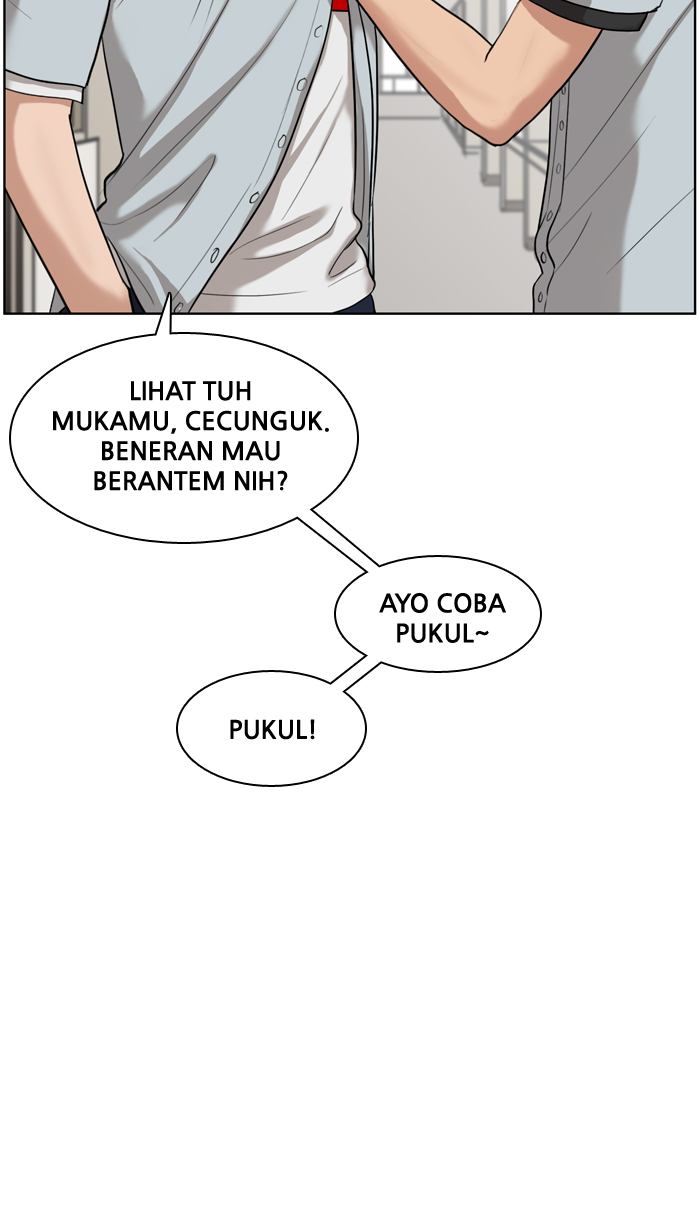 LIHAT TUH
MUKAMU, CECUNGUK.
BENERAN MAU
BERANTEM NIH?
AYO COBA
PUKUL~
PUKUL!